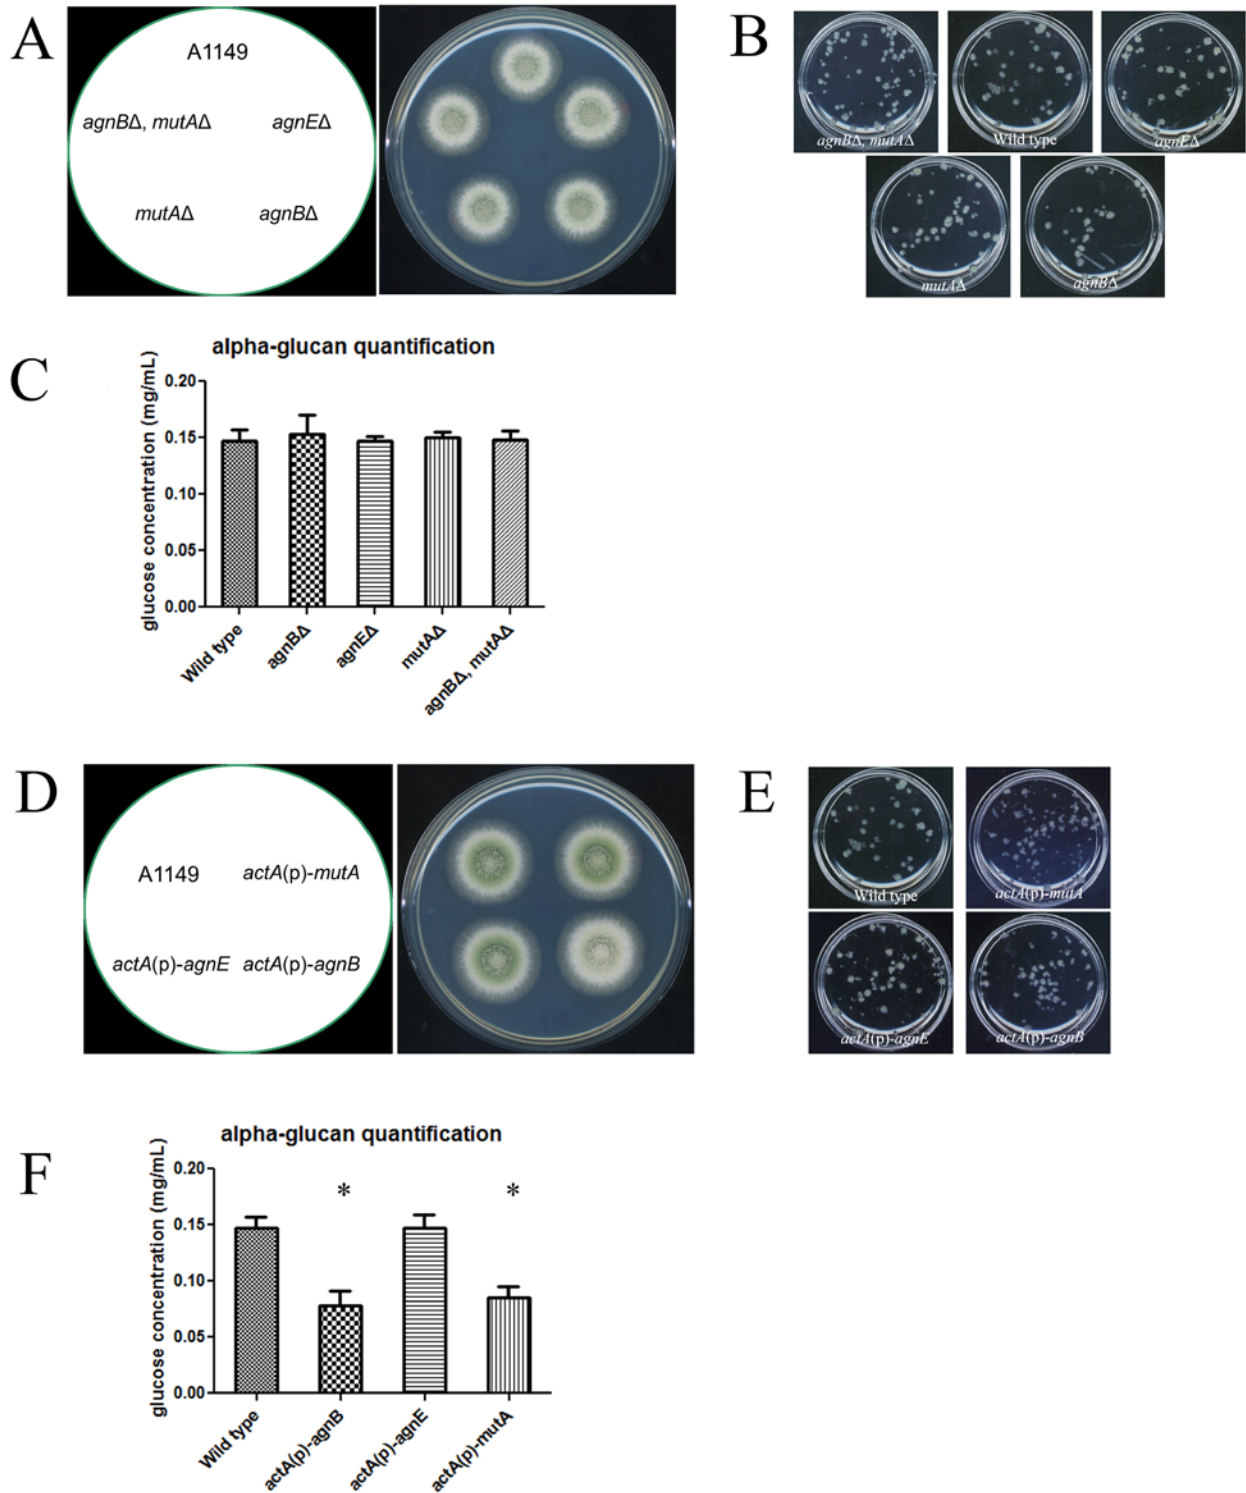 A
A1149
agnBΔ, mutAΔ
agnEΔ
mutAΔ
agnBΔ
B
agnBΔ, mutAΔ
Wild type
agnEΔ
mutAΔ
agnBΔ
C
alpha-glucan quantification
glucose concentration (mg/mL)
0.20
0.15
0.10
0.05
0.00
Wild type
agnBΔ
agnEΔ
mutAΔ
agnBΔ, mutAΔ
D
A1149
actA(p)-mutA
actA(p)-agnE
actA(p)-agnB
E
Wild type
actA(p)-mutA
actA(p)-agnE
actA(p)-agnB
F
alpha-glucan quantification
glucose concentration (mg/mL)
0.20
0.15
0.10
0.05
0.00
*
*
Wild type
actA(p)-agnB
actA(p)-agnE
actA(p)-mutA